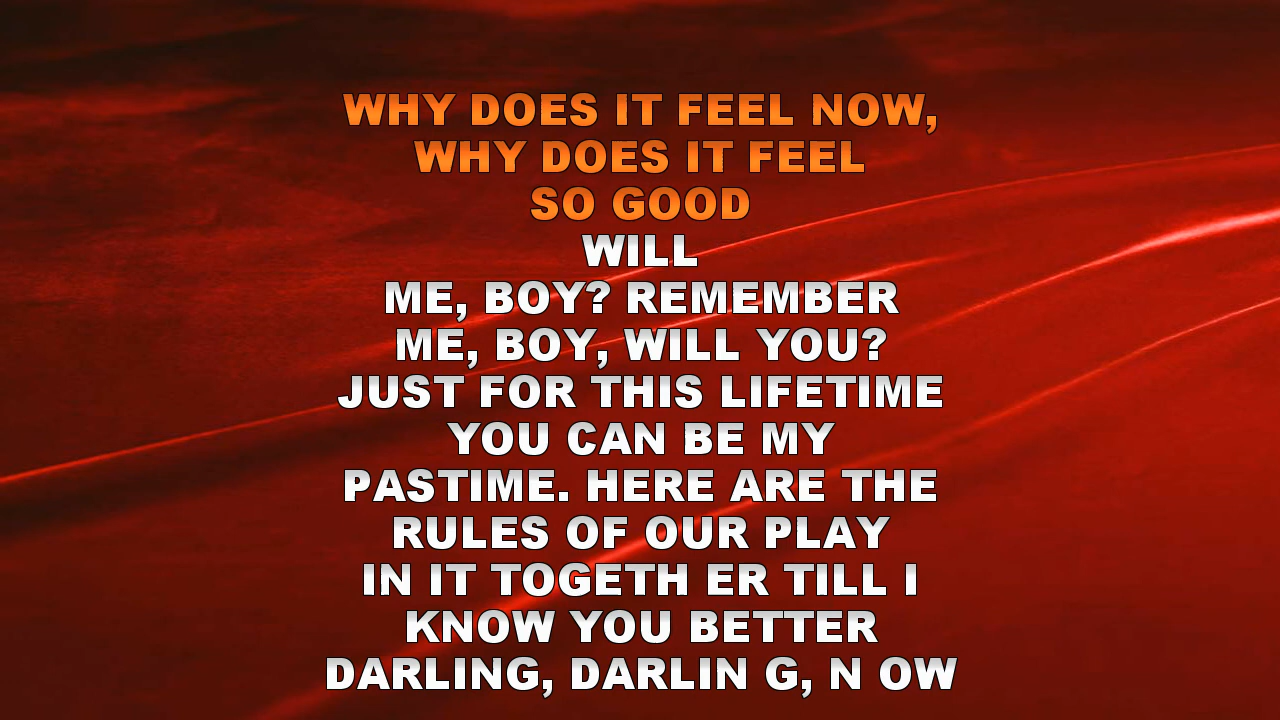 WHY DOES IT FEEL NOW,
WHY DOES IT FEEL
SO GOOD
WILL
ME, BOY? REMEMBER
ME, BOY, WILL YOU?
JUST FOR THIS LIFETIME
YOU CAN BE MY
PASTIME. HERE ARE THE
RULES OF OUR PLAY
IN IT TOGETH ER TILL I
KNOW YOU BETTER
DARLING, DARLIN G, N OW